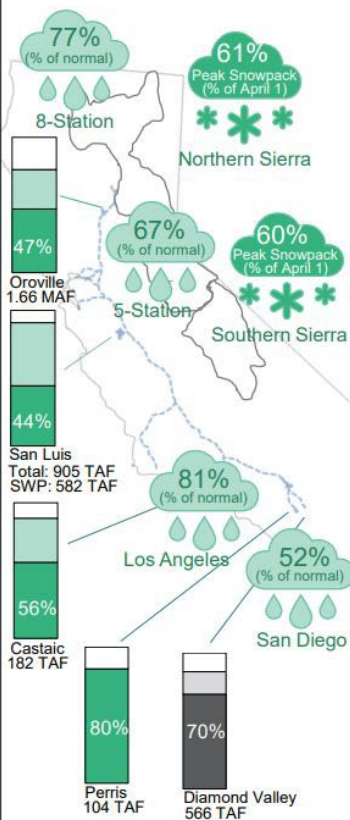 77%
(% of normal)
8-Station
61%
Peak Snowpack
(% of April 1)
Northern Sierra
47%
Oroville
1.66 MAF
67%
(% of normal)
5-Station
60%
Peak Snowpack
(% of April 1)
Southern Sierra
44%
San Luis
Total: 905 TAF
SWP: 582 TAF
81%
(% of normal)
Los Angeles
52%
(% of normal)
San Diego
56%
Castaic
182 TAF
80%
Perris
104 TAF
70%
Diamond Valley
566 TAF